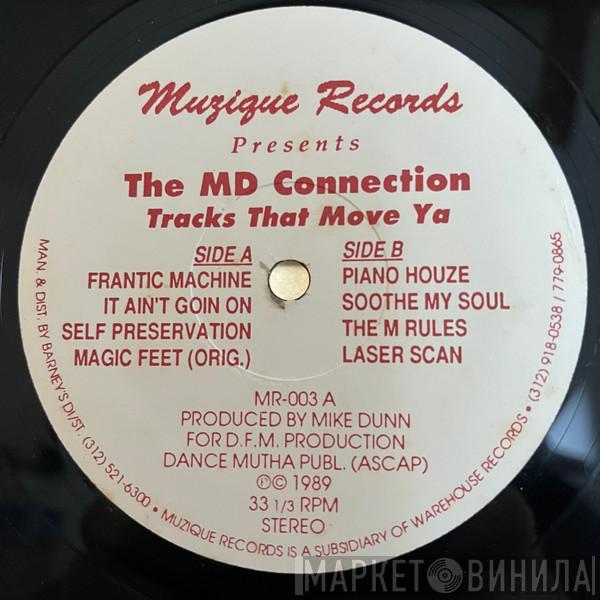 Muzique Records
Presents
The MD Connection
Tracks That Move Ya
SIDE A
FRANTIC MACHINE
IT AIN'T GOIN ON
SELF PRESERVATION
MAGIC FEET (ORIG.)
SIDE B
PIANO HOUZE
SOOTHE MY SOUL
THE M RULES
LASER SCAN
MR-003 A
PRODUCED BY MIKE DUNN
FOR D.F.M. PRODUCTION
DANCE MUTHA PUBL. (ASCAP)
Ⓟ© 1989
33 1/3 RPM
STEREO
MAN. & DIST. BY BARNEY'S DI/ST. (312) 521-6300 • MUZIQUE RECORDS IS A SUBSIDIARY OF WAREHOUSE RECORDS • (312) 918-0538 / 779-0865
МАРКЕТ ВИНИЛА